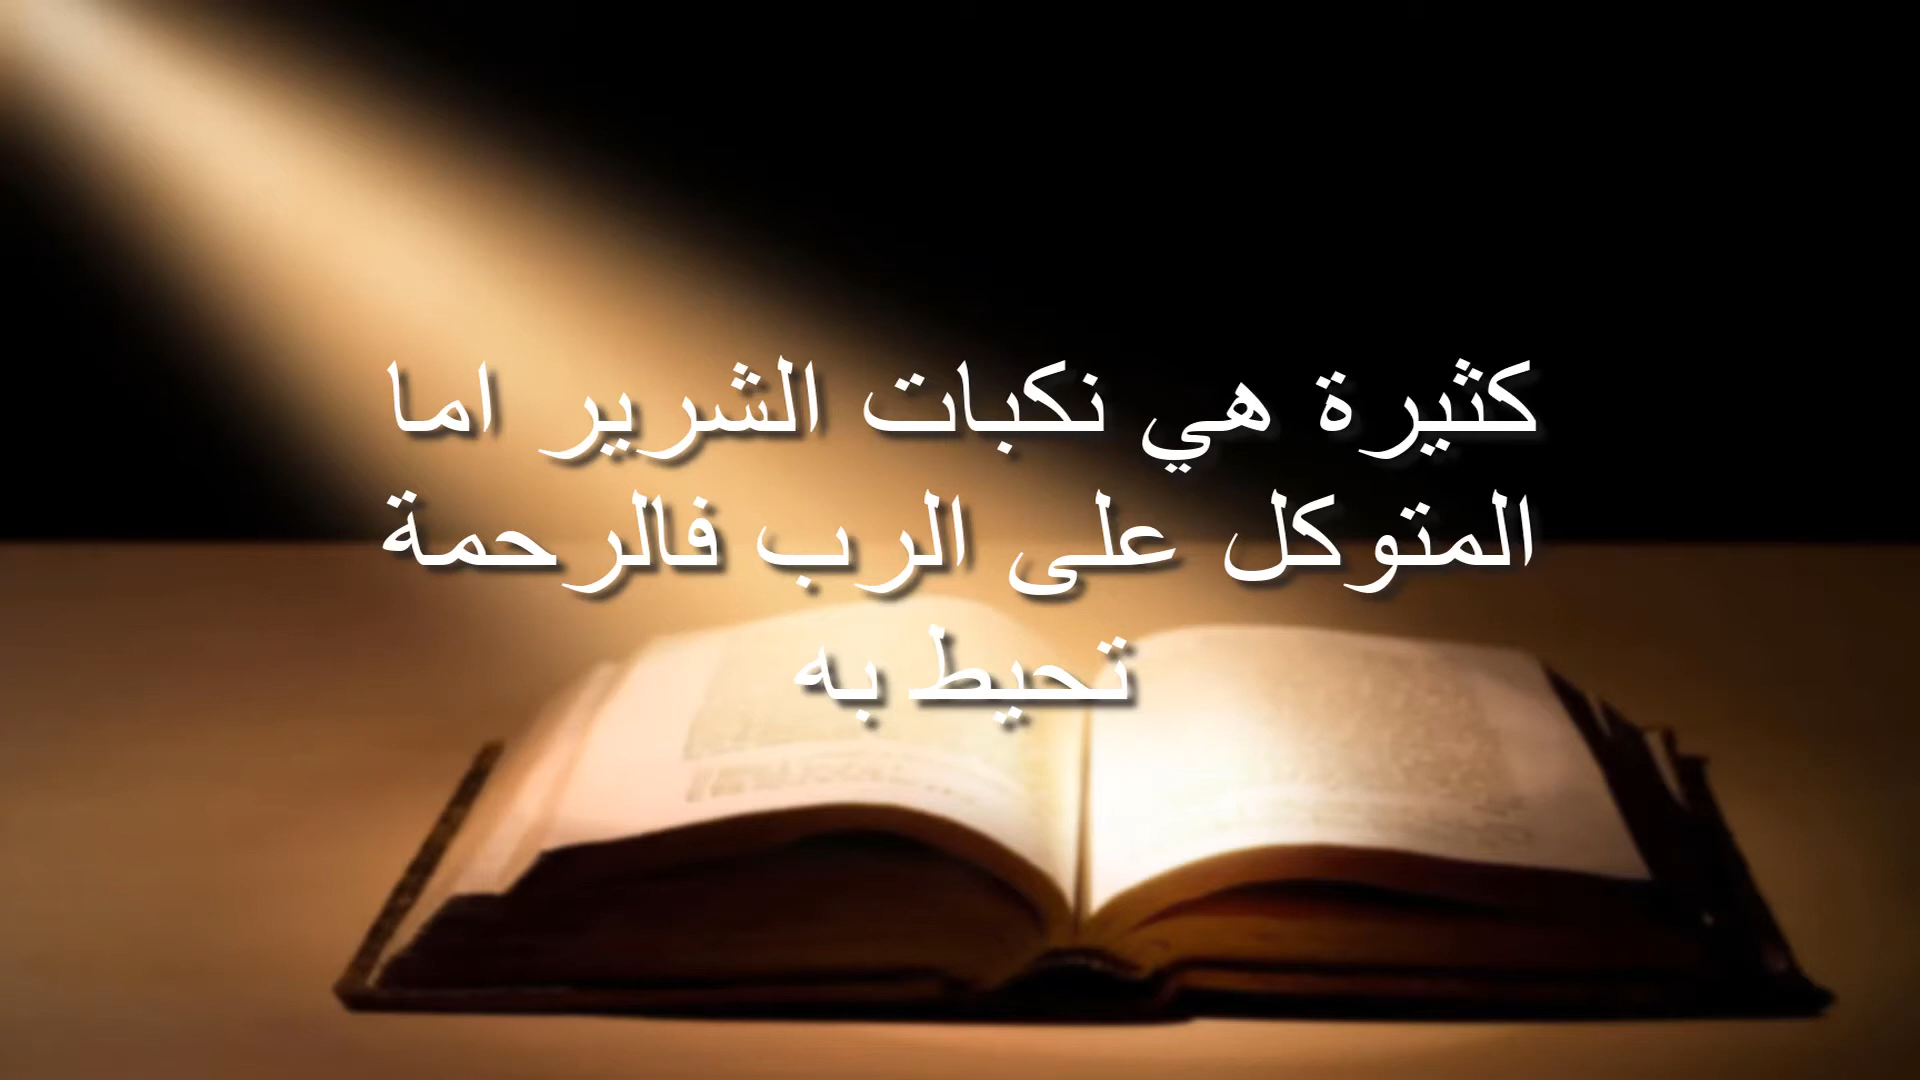 كثيرة هي نكبات الشرير اما
المتوكل على الرب فالرحمة
تحيط به